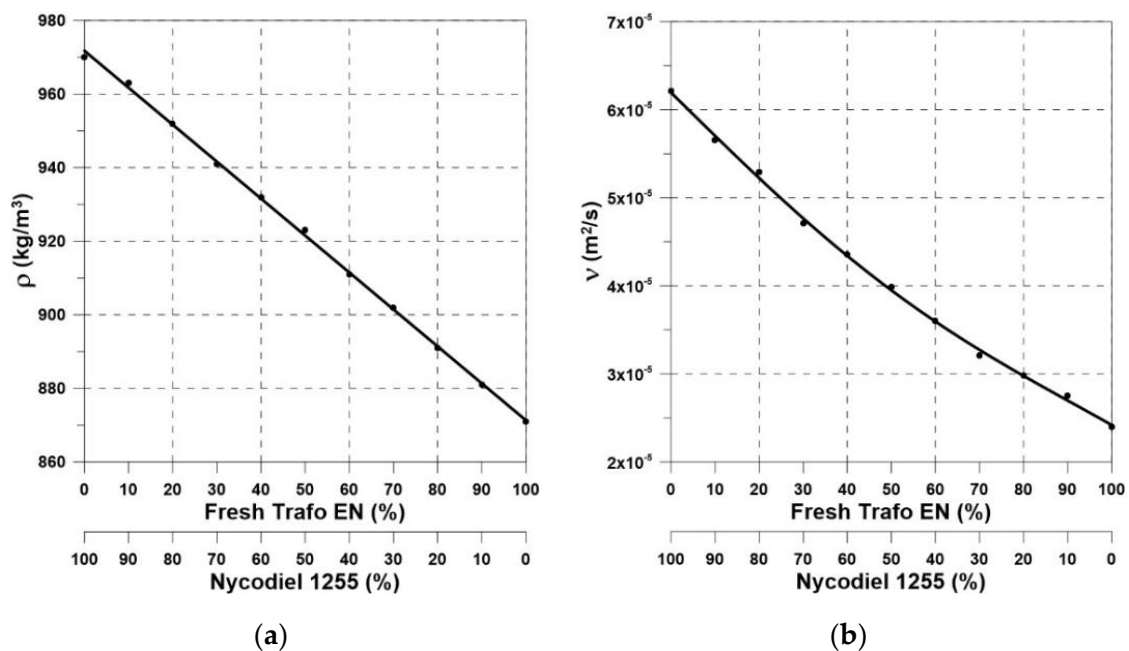 980
960
940
920
900
880
860
ρ (kg/m³)
0 10 20 30 40 50 60 70 80 90 100
Fresh Trafo EN (%)
100 90 80 70 60 50 40 30 20 10 0
Nycodiel 1255 (%)
(a)
7x10⁻⁵
6x10⁻⁵
5x10⁻⁵
4x10⁻⁵
3x10⁻⁵
2x10⁻⁵
ν (m²/s)
0 10 20 30 40 50 60 70 80 90 100
Fresh Trafo EN (%)
100 90 80 70 60 50 40 30 20 10 0
Nycodiel 1255 (%)
(b)